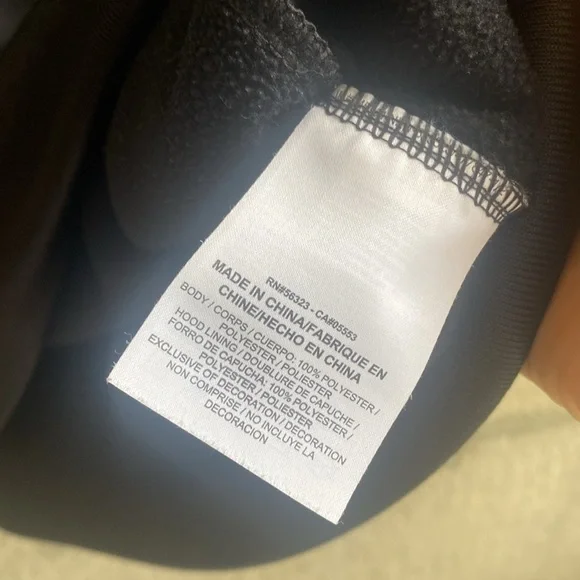 RN#56323 - CA#05553
MADE IN CHINA/FABRIQUE EN
CHINE/HECHO EN CHINA
BODY / CORPS / CUERPO: 100% POLYESTER /
POLYESTER / POLIÉSTER
HOOD LINING / DOUBLURE DE CAPUCHE /
FORRO DE CAPUCHA: 100% POLYESTER /
POLYESTER / POLIÉSTER
EXCLUSIVE OF DECORATION / DECORATION
NON COMPRISE / NO INCLUYE LA
DECORACION